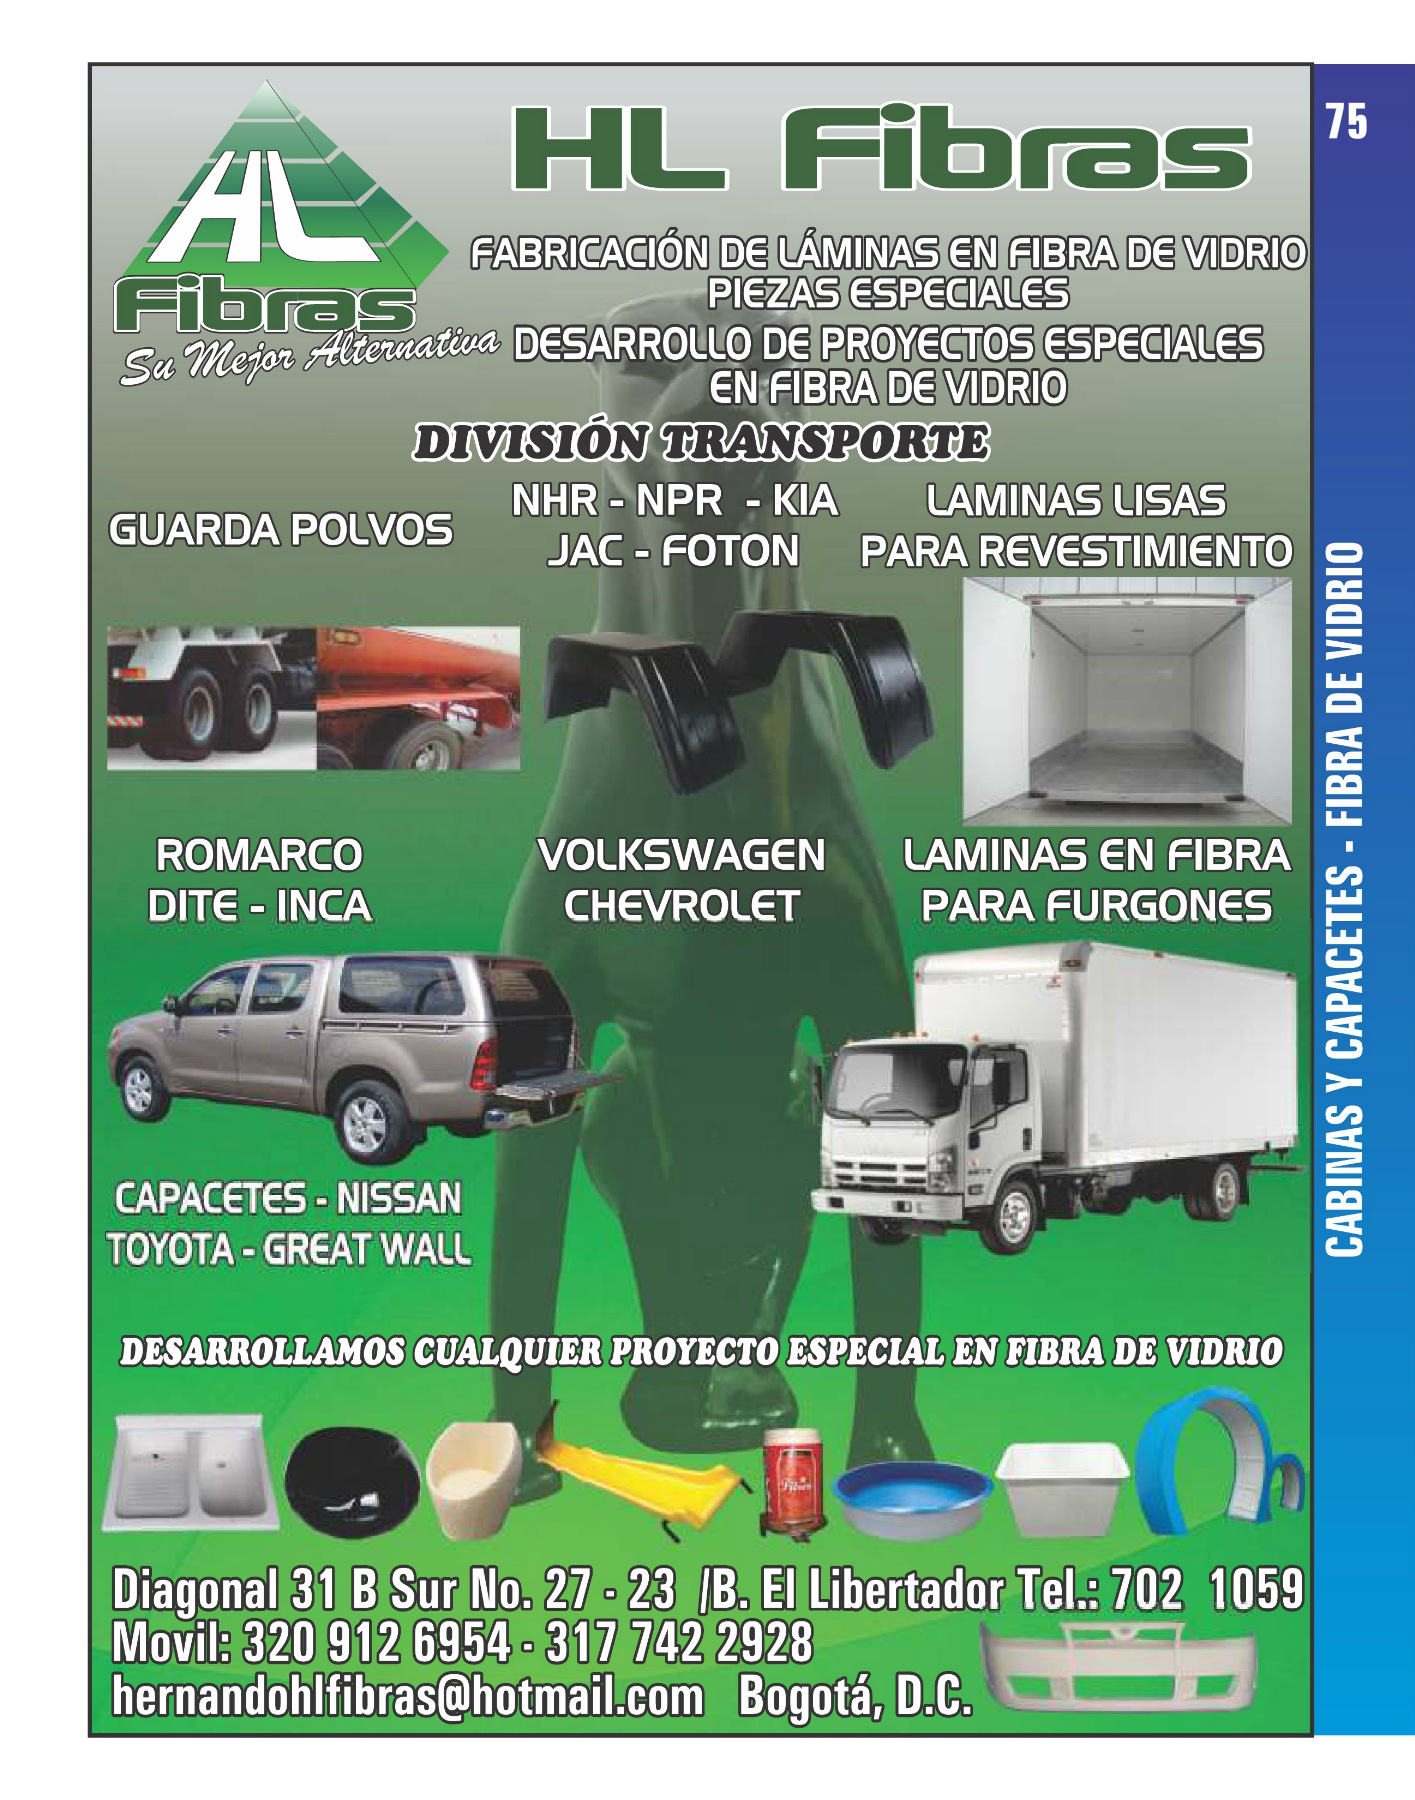 75
HL Fibras
HL
Fibras
Su Mejor Alternativa
FABRICACIÓN DE LÁMINAS EN FIBRA DE VIDRIO
PIEZAS ESPECIALES
DESARROLLO DE PROYECTOS ESPECIALES
EN FIBRA DE VIDRIO
DIVISIÓN TRANSPORTE
GUARDA POLVOS
NHR - NPR - KIA
JAC - FOTON
LAMINAS LISAS
PARA REVESTIMIENTO
ROMARCO
DITE - INCA
VOLKSWAGEN
CHEVROLET
LAMINAS EN FIBRA
PARA FURGONES
CAPACETES - NISSAN
TOYOTA - GREAT WALL
DESARROLLAMOS CUALQUIER PROYECTO ESPECIAL EN FIBRA DE VIDRIO
Fibras
Diagonal 31 B Sur No. 27 - 23 /B. El Libertador Tel.: 702 1059
Movil: 320 912 6954 - 317 742 2928
hernandohlfibras@hotmail.com Bogotá, D.C.
CABINAS Y CAPACETES - FIBRA DE VIDRIO